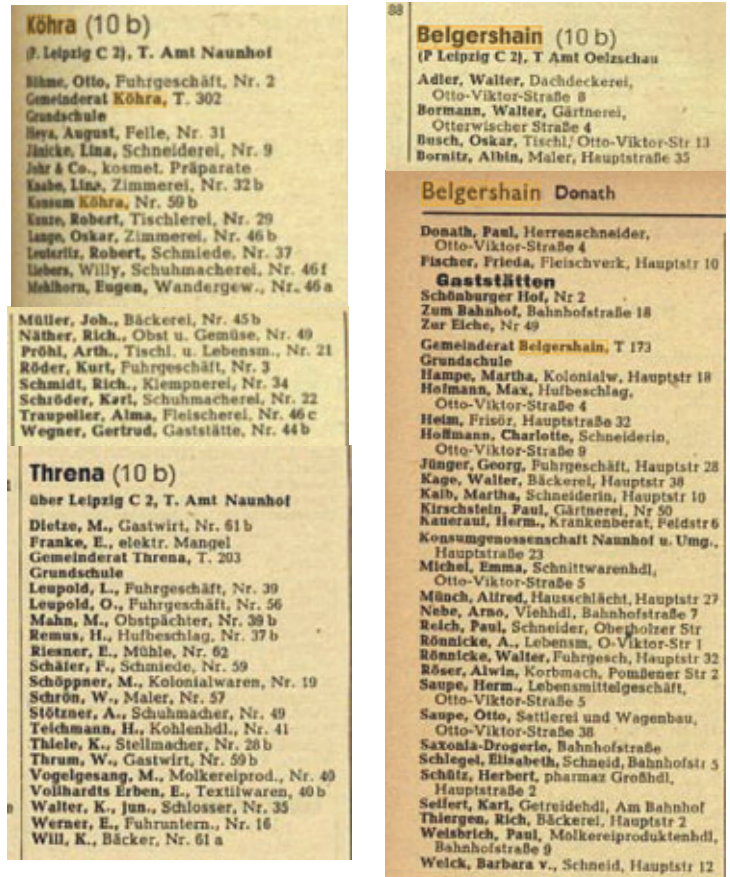 Köhra (10 b)
(P. Leipzig C 2), T. Amt Naunhof
Böhme, Otto, Fuhrgeschäft, Nr. 2
Gemeinderat Köhra, T. 302
Grundschule
Heya, August, Felle, Nr. 31
Jänicke, Lina, Schneiderei, Nr. 9
Jahr & Co., kosmet. Präparate
Knabe, Lina, Zimmerei, Nr. 32 b
Konsum Köhra, Nr. 59 b
Kunze, Robert, Tischlerei, Nr. 29
Lange, Oskar, Zimmerei, Nr. 46 b
Leuteritz, Robert, Schmiede, Nr. 37
Liebers, Willy, Schuhmacherei, Nr. 46 f
Mehlhorn, Eugen, Wandergew., Nr. 46 a
Müller, Joh., Bäckerei, Nr. 45 b
Näther, Rich., Obst u. Gemüse, Nr. 49
Pröhl, Arth., Tischl. u. Lebensm., Nr. 21
Röder, Kurt, Fuhrgeschäft, Nr. 3
Schmidt, Rich., Klempnerei, Nr. 34
Schröder, Karl, Schuhmacherei, Nr. 22
Traupeller, Alma, Fleischerei, Nr. 46 c
Wegner, Gertrud, Gaststätte, Nr. 44 b
Threna (10 b)
über Leipzig C 2, T. Amt Naunhof
Dietze, M., Gastwirt, Nr. 61 b
Franke, E., elektr. Mangel
Gemeinderat Threna, T. 203
Grundschule
Leupold, L., Fuhrgeschäft, Nr. 39
Leupold, O., Fuhrgeschäft, Nr. 56
Mahn, M., Obstpächter, Nr. 39 b
Remus, H., Hufbeschlag, Nr. 37 b
Riesner, E., Mühle, Nr. 62
Schäfer, F., Schmiede, Nr. 59
Schöppner, M., Kolonialwaren, Nr. 19
Schrön, W., Maler, Nr. 57
Stötzner, A., Schuhmacher, Nr. 49
Teichmann, H., Kohlenhdl., Nr. 41
Thiele, K., Stellmacher, Nr. 28 b
Thrum, W., Gastwirt, Nr. 59 b
Vogelgesang, M., Molkereiprod., Nr. 40
Vollhardts Erben, E., Textilwaren, 40 b
Walter, K., jun., Schlosser, Nr. 35
Werner, E., Fuhruntern., Nr. 16
Will, K., Bäcker, Nr. 61 a
Belgershain (10 b)
(P Leipzig C 2), T Amt Oelzschau
Adler, Walter, Dachdeckerei,
Otto-Viktor-Straße 8
Bormann, Walter, Gärtnerei,
Otterwischer Straße 4
Busch, Oskar, Tischl, Otto-Viktor-Str 13
Bornitz, Albin, Maler, Hauptstraße 35
Belgershain Donath
Donath, Paul, Herrenschneider,
Otto-Viktor-Straße 4
Fischer, Frieda, Fleischverk, Hauptstr 10
Gaststätten
Schönburger Hof, Nr 2
Zum Bahnhof, Bahnhofstraße 18
Zur Eiche, Nr 49
Gemeinderat Belgershain, T 173
Grundschule
Hampe, Martha, Kolonialw, Hauptstr 18
Hofmann, Max, Hufbeschlag,
Otto-Viktor-Straße 4
Heim, Frisör, Hauptstraße 32
Hoffmann, Charlotte, Schneiderin,
Otto-Viktor-Straße 9
Jünger, Georg, Fuhrgeschäft, Hauptstr 28
Kage, Walter, Bäckerei, Hauptstr 38
Kalb, Martha, Schneiderin, Hauptstr 10
Kirschstein, Paul, Gärtnerei, Nr 50
Kauerauf, Herm., Krankenberat, Feldstr 6
Konsumgenossenschaft Naunhof u. Umg.,
Hauptstraße 23
Michel, Emma, Schnittwarenhdl,
Otto-Viktor-Straße 5
Münch, Alfred, Hausschlächt, Hauptstr 27
Nebe, Arno, Viehhdl, Bahnhofstraße 7
Reich, Paul, Schneider, Oberholzer Str
Rönnicke, A., Lebensm, O-Viktor-Str 1
Rönnicke, Walter, Fuhrgesch, Hauptstr 32
Röser, Alwin, Korbmach, Pomßener Str 2
Saupe, Herm., Lebensmittelgeschäft,
Otto-Viktor-Straße 5
Saupe, Otto, Sattlerei und Wagenbau,
Otto-Viktor-Straße 38
Saxonia-Drogerie, Bahnhofstraße
Schlegel, Elisabeth, Schneid, Bahnhofstr 5
Schütz, Herbert, pharmaz Großhdl,
Hauptstraße 2
Seifert, Karl, Getreidehdl, Am Bahnhof
Thiergen, Rich, Bäckerei, Hauptstr 2
Weisbrich, Paul, Molkereiproduktenhdl,
Bahnhofstraße 9
Welck, Barbara v., Schneid, Hauptstr 12